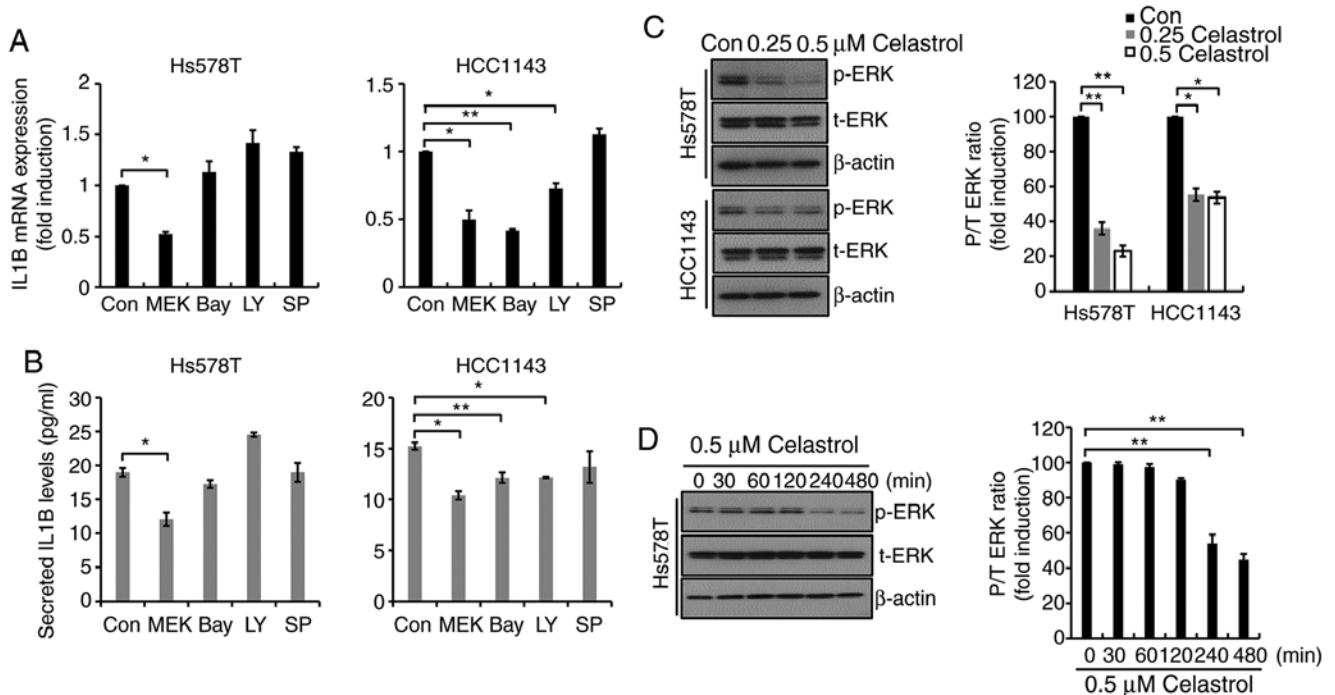 A
Hs578T
IL1B mRNA expression
(fold induction)
2
1.5
1
0.5
0
Con MEK Bay LY SP
*
HCC1143
1.5
1
0.5
0
Con MEK Bay LY SP
*
**
*
B
Hs578T
Secreted IL1B levels (pg/ml)
30
25
20
15
10
5
0
Con MEK Bay LY SP
*
HCC1143
20
15
10
5
0
Con MEK Bay LY SP
*
**
*
C
Con 0.25 0.5 μM Celastrol
Hs578T
p-ERK
t-ERK
β-actin
HCC1143
p-ERK
t-ERK
β-actin
Con
0.25 Celastrol
0.5 Celastrol
P/T ERK ratio
(fold induction)
120
100
80
60
40
20
0
**
**
*
*
Hs578T HCC1143
D
0.5 μM Celastrol
0 30 60 120 240 480 (min)
Hs578T
p-ERK
t-ERK
β-actin
P/T ERK ratio
(fold induction)
120
100
80
60
40
20
0
**
**
0 30 60 120 240 480 (min)
0.5 μM Celastrol